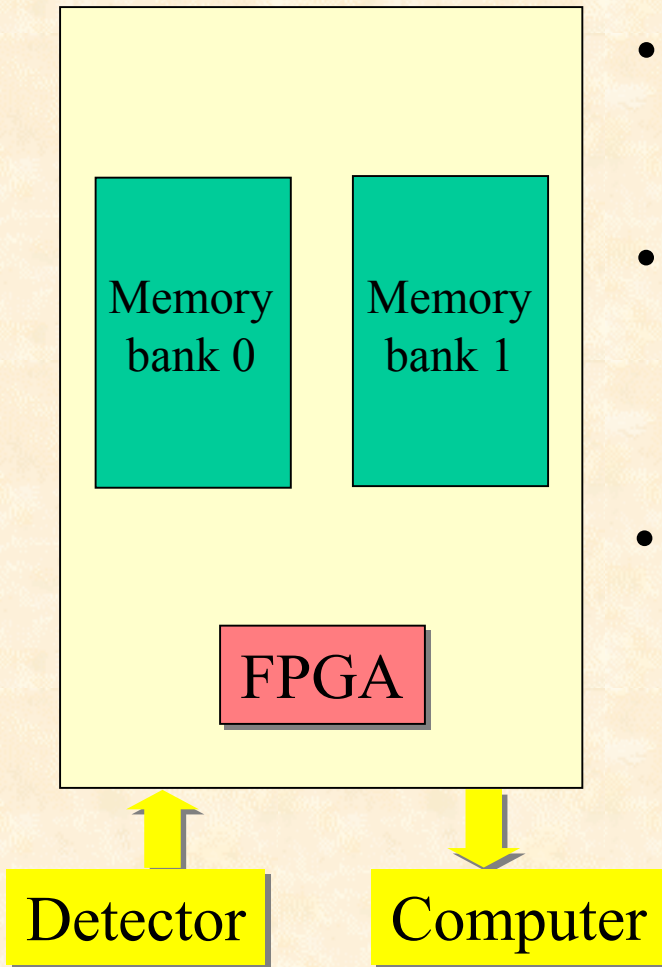 •
Memory
bank 0
Memory
bank 1
•
•
FPGA
Detector
Computer